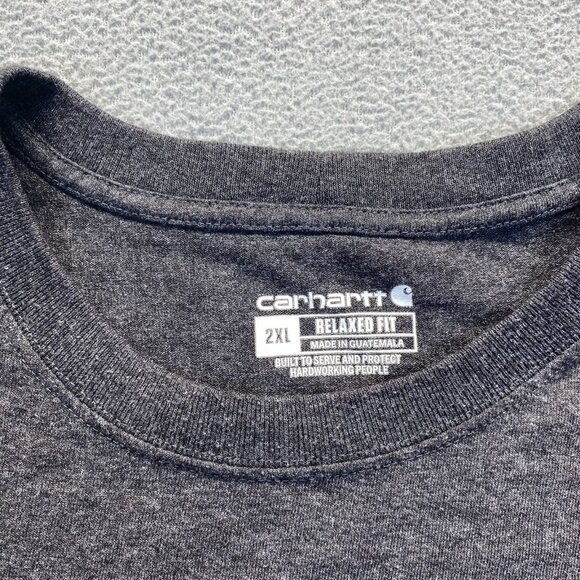 carhartt
2XL RELAXED FIT
MADE IN GUATEMALA
BUILT TO SERVE AND PROTECT
HARDWORKING PEOPLE